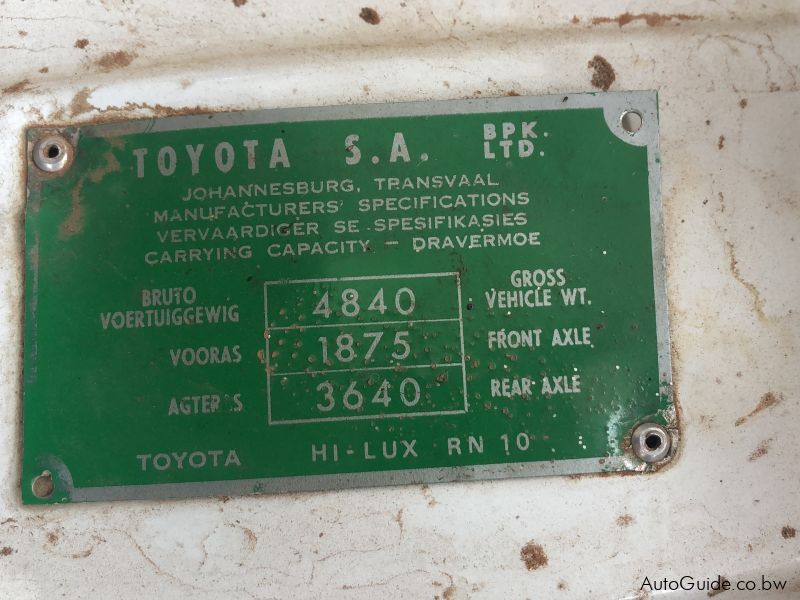 TOYOTA S.A. BPK. LTD.
JOHANNESBURG, TRANSVAAL
MANUFACTURERS' SPECIFICATIONS
VERVAARDIGER SE SPESIFIKASIES
CARRYING CAPACITY - DRAVERMOE
BRUTO VOERTUIGGEWIG 4840 GROSS VEHICLE WT.
VOORAS 1875 FRONT AXLE
AGTERAS 3640 REAR AXLE
TOYOTA HI-LUX RN 10
AutoGuide.co.bw